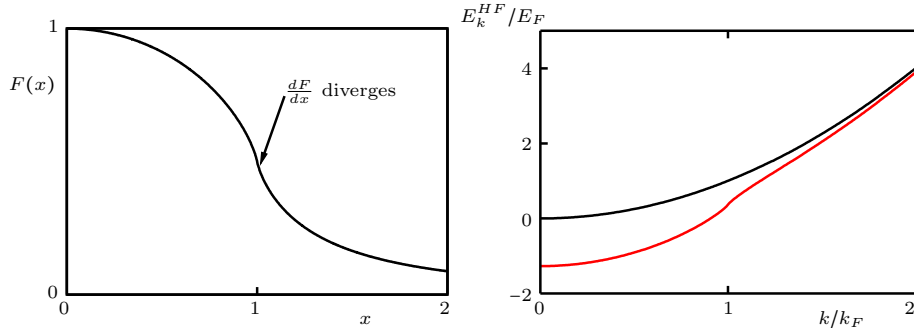 1
F(x)
dF/dx diverges
0
0
1
2
x
E_k^{HF}/E_F
4
2
0
−2
0
1
2
k/k_F